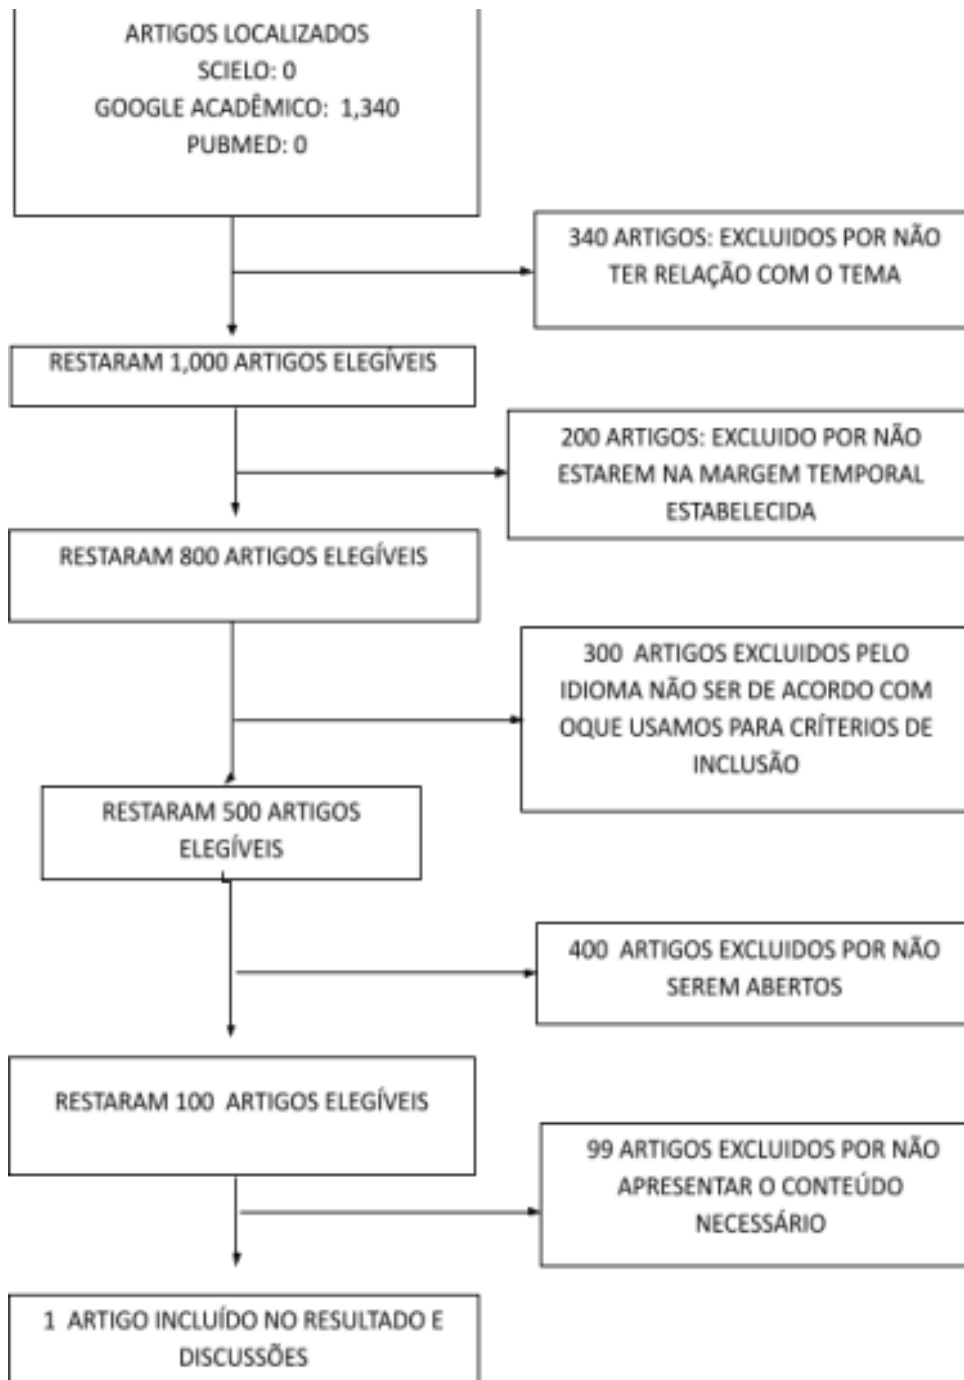 ARTIGOS LOCALIZADOS
SCIELO: 0
GOOGLE ACADÊMICO: 1,340
PUBMED: 0
340 ARTIGOS: EXCLUIDOS POR NÃO
TER RELAÇÃO COM O TEMA
RESTARAM 1,000 ARTIGOS ELEGÍVEIS
200 ARTIGOS: EXCLUIDO POR NÃO
ESTAREM NA MARGEM TEMPORAL
ESTABELECIDA
RESTARAM 800 ARTIGOS ELEGÍVEIS
300 ARTIGOS EXCLUIDOS PELO
IDIOMA NÃO SER DE ACORDO COM
OQUE USAMOS PARA CRÍTERIOS DE
INCLUSÃO
RESTARAM 500 ARTIGOS
ELEGÍVEIS
400 ARTIGOS EXCLUIDOS POR NÃO
SEREM ABERTOS
RESTARAM 100 ARTIGOS ELEGÍVEIS
99 ARTIGOS EXCLUIDOS POR NÃO
APRESENTAR O CONTEÚDO
NECESSÁRIO
1 ARTIGO INCLUÍDO NO RESULTADO E
DISCUSSÕES